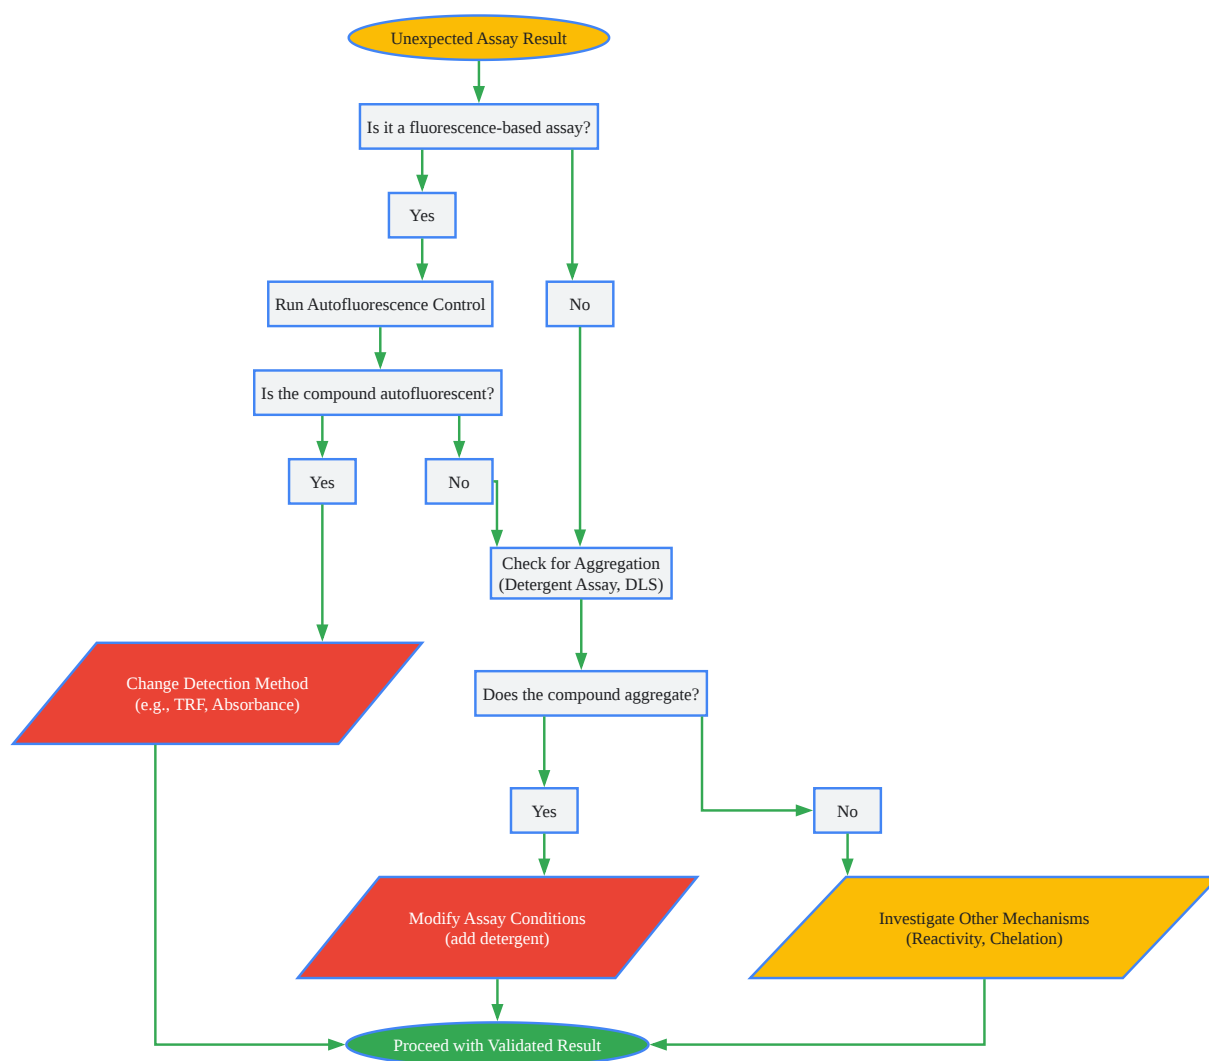 Unexpected Assay Result
Is it a fluorescence-based assay?
Yes
Run Autofluorescence Control
No
Is the compound autofluorescent?
Yes
No
Check for Aggregation
(Detergent Assay, DLS)
Change Detection Method
(e.g., TRF, Absorbance)
Does the compound aggregate?
Yes
No
Modify Assay Conditions
(add detergent)
Investigate Other Mechanisms
(Reactivity, Chelation)
Proceed with Validated Result